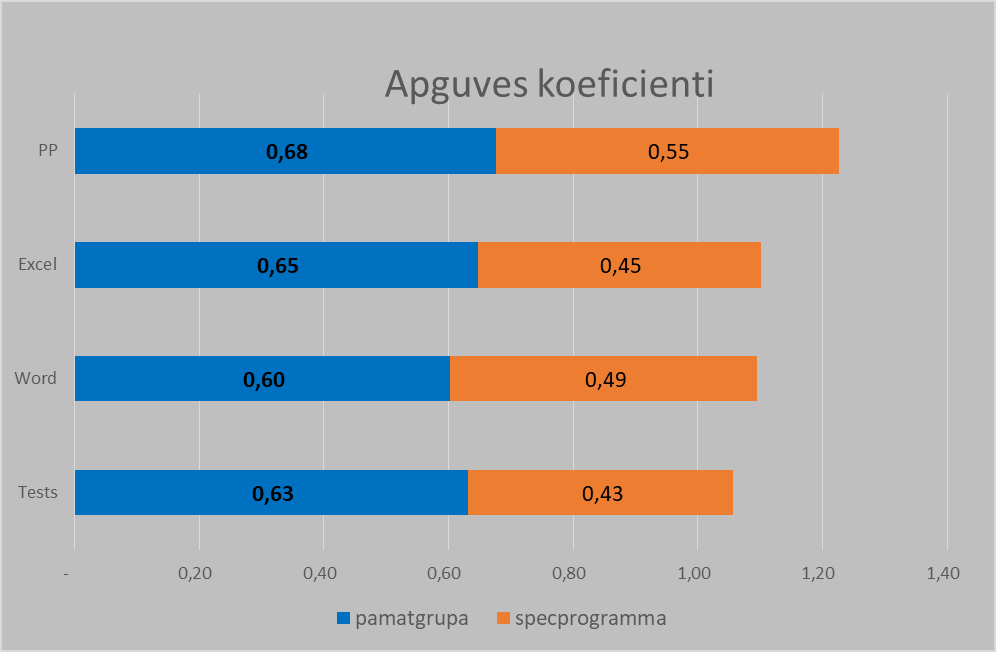 Apguves koeficienti
PP 0,68 0,55
Excel 0,65 0,45
Word 0,60 0,49
Tests 0,63 0,43
- 0,20 0,40 0,60 0,80 1,00 1,20 1,40
pamatgrupa specprogramma